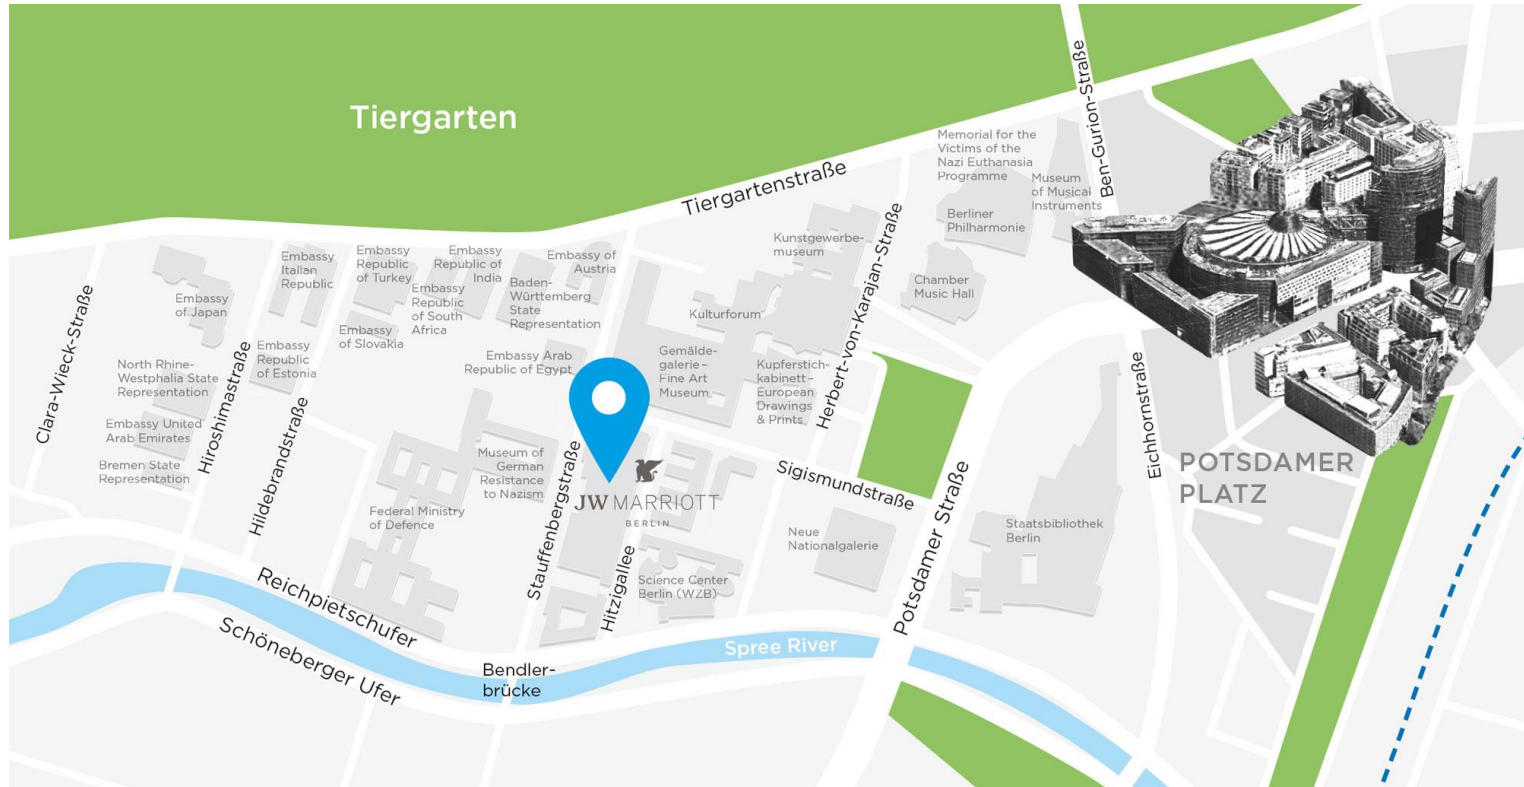 Tiergarten
Tiergartenstraße
Ben-Gurion-Straße
Memorial for the
Victims of the
Nazi Euthanasia
Programme
Museum
of Musical
Instruments
Berliner
Philharmonie
Kunstgewerbe-
museum
Herbert-von-Karajan-Straße
Chamber
Music Hall
Embassy
Italian
Republic
Embassy
Republic
of Turkey
Embassy
Republic of
India
Embassy of
Austria
Embassy
of Japan
Embassy
Republic
of South
Africa
Baden-
Württemberg
State
Representation
Kulturforum
Clara-Wieck-Straße
Embassy
of Slovakia
Embassy
Republic
of Estonia
Embassy Arab
Republic of Egypt
Gemälde-
galerie –
Fine Art
Museum
Kupferstich-
kabinett –
European
Drawings
& Prints
North Rhine-
Westphalia State
Representation
Hiroshimastraße
Embassy United
Arab Emirates
Bremen State
Representation
Hildebrandstraße
Museum of
German
Resistance
to Nazism
Stauffenbergstraße
JW MARRIOTT
BERLIN
Sigismundstraße
Eichhornstraße
POTSDAMER
PLATZ
Federal Ministry
of Defence
Neue
Nationalgalerie
Potsdamer Straße
Staatsbibliothek
Berlin
Hitzigallee
Science Center
Berlin (WZB)
Reichpietschufer
Schöneberger Ufer
Bendler-
brücke
Spree River